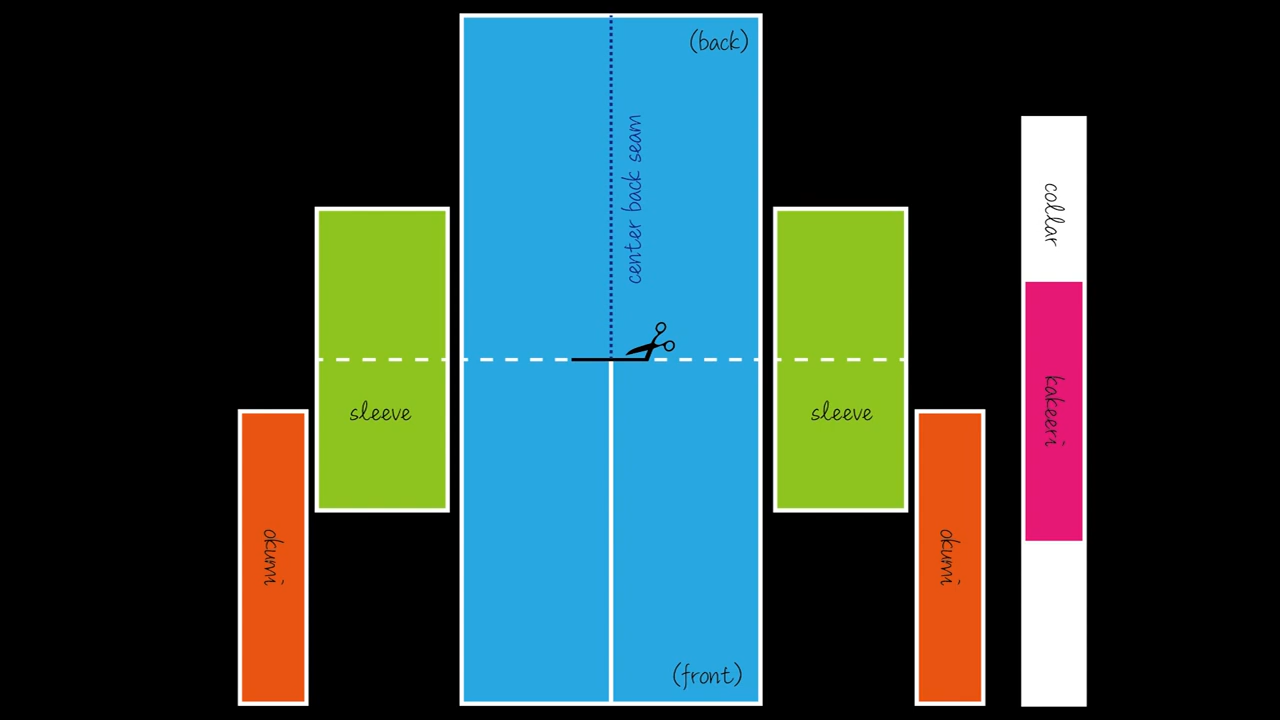 (back)
center back seam
collar
kakeeri
sleeve
sleeve
okumi
okumi
(front)